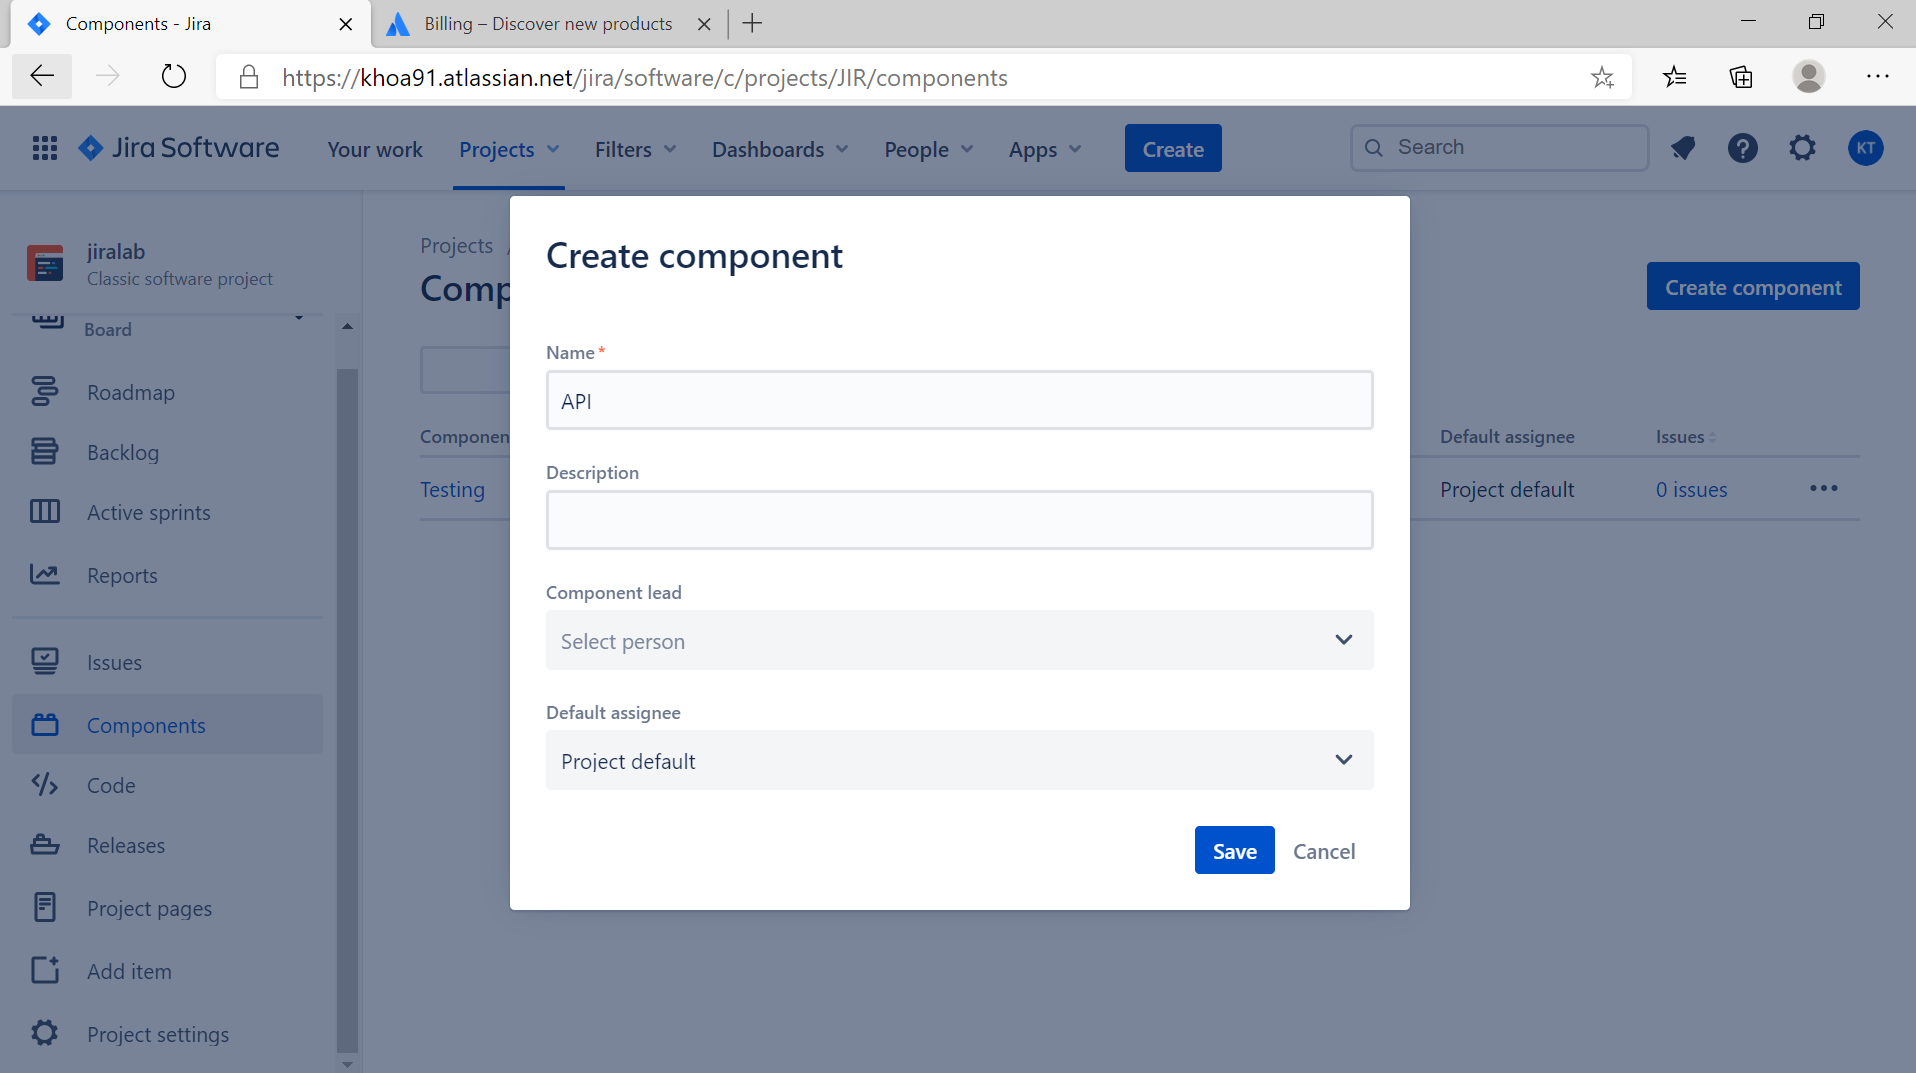 Components - Jira
Billing – Discover new products
https://khoa91.atlassian.net/jira/software/c/projects/JIR/components
Jira Software
Your work
Projects
Filters
Dashboards
People
Apps
Create
Search
KT
jiralab
Classic software project
Board
Roadmap
Backlog
Active sprints
Reports
Issues
Components
Code
Releases
Project pages
Add item
Project settings
Projects /
Comp
Create component
Componen
Default assignee
Issues
Testing
Project default
0 issues
Create component
Name *
API
Description
Component lead
Select person
Default assignee
Project default
Save
Cancel